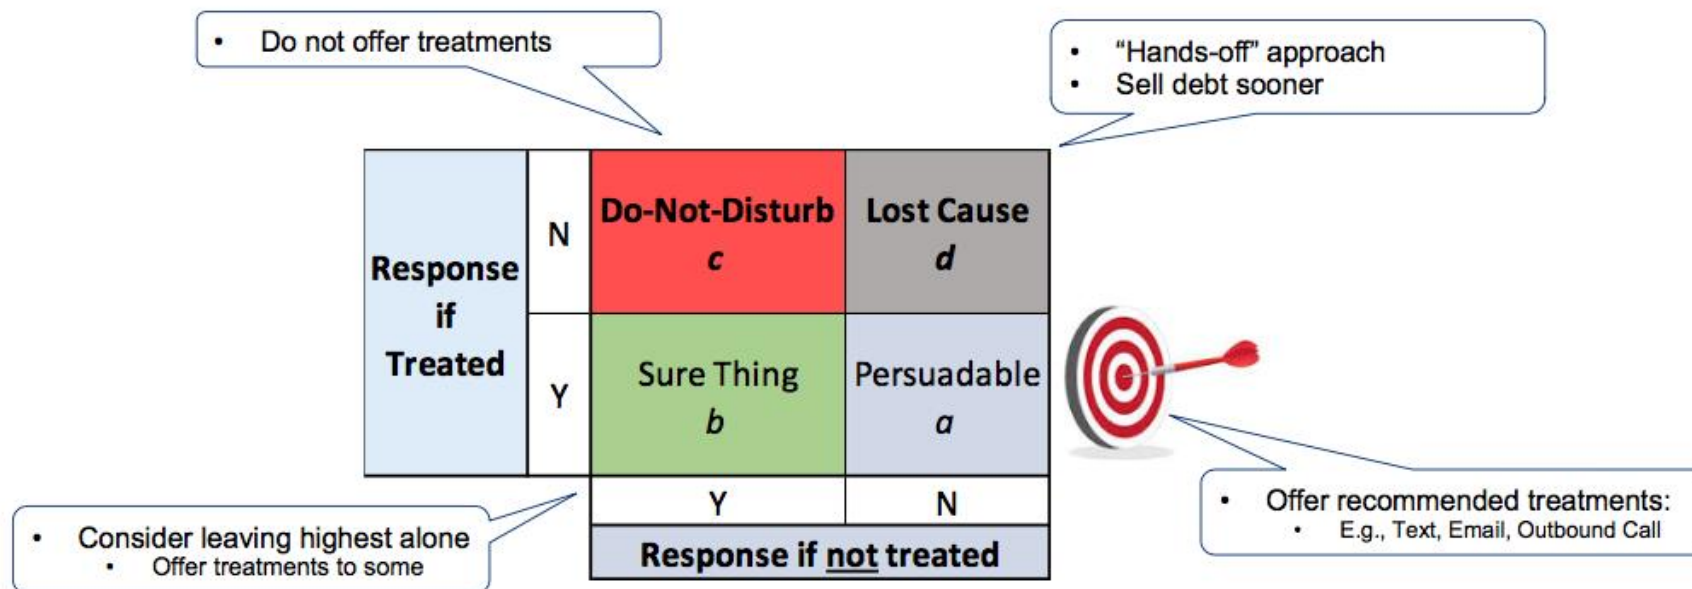 • Do not offer treatments
• “Hands-off” approach
• Sell debt sooner
Response
if
Treated
N
Do-Not-Disturb
c
Lost Cause
d
Y
Sure Thing
b
Persuadable
a
Y
N
Response if not treated
• Consider leaving highest alone
• Offer treatments to some
• Offer recommended treatments:
• E.g., Text, Email, Outbound Call